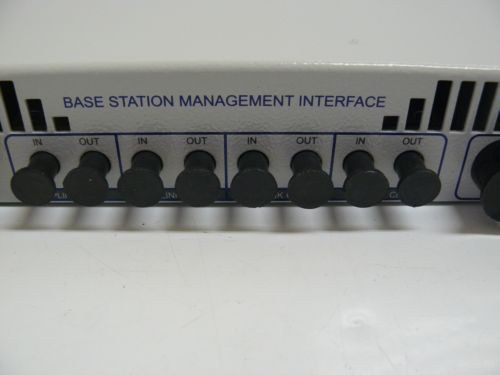 BASE STATION MANAGEMENT INTERFACE
IN OUT IN OUT IN OUT IN OUT